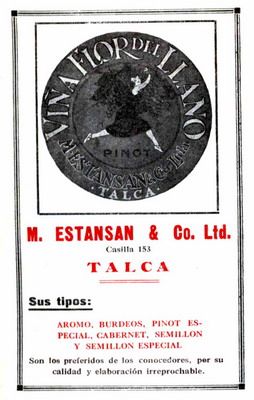 VIÑA FLOR DEL LLANO
PINOT
M. ESTANSAN & Co. Ltda.
· TALCA ·
M. ESTANSAN & Co. Ltd.
Casilla 153
TALCA
Sus tipos:
AROMO, BURDEOS, PINOT ES-
PECIAL, CABERNET, SEMILLON
Y SEMILLON ESPECIAL
Son los preferidos de los conocedores, por su
calidad y elaboración irreprochable.